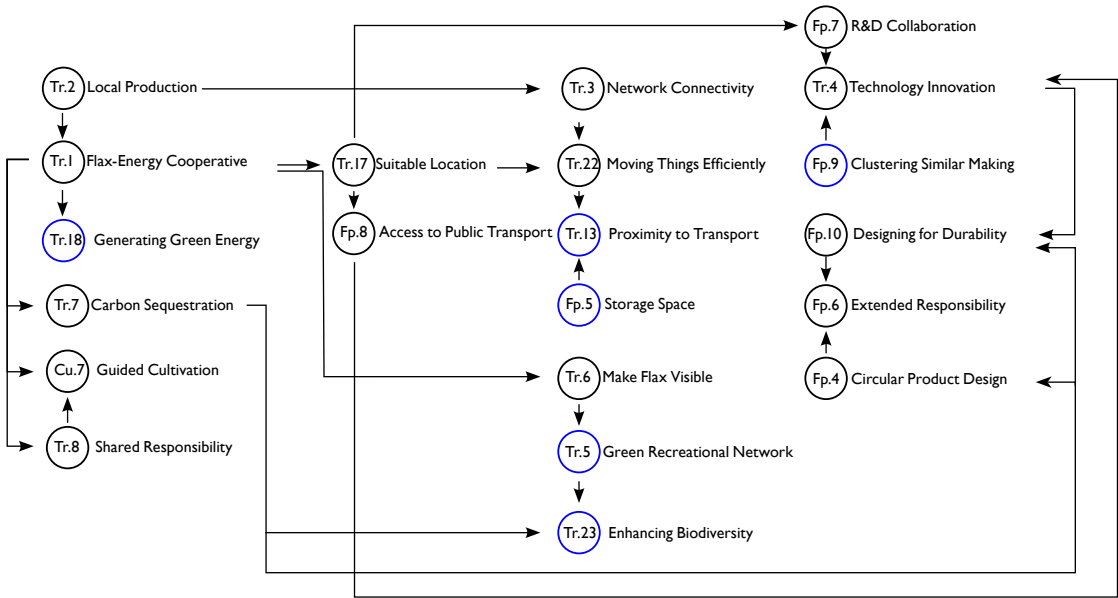 Fp.7 R&D Collaboration
Tr.2 Local Production
Tr.3 Network Connectivity
Tr.4 Technology Innovation
Tr.1 Flax-Energy Cooperative
Tr.17 Suitable Location
Tr.22 Moving Things Efficiently
Fp.9 Clustering Similar Making
Tr.18 Generating Green Energy
Fp.8 Access to Public Transport
Tr.13 Proximity to Transport
Fp.10 Designing for Durability
Tr.7 Carbon Sequestration
Fp.5 Storage Space
Fp.6 Extended Responsibility
Cu.7 Guided Cultivation
Tr.6 Make Flax Visible
Fp.4 Circular Product Design
Tr.8 Shared Responsibility
Tr.5 Green Recreational Network
Tr.23 Enhancing Biodiversity